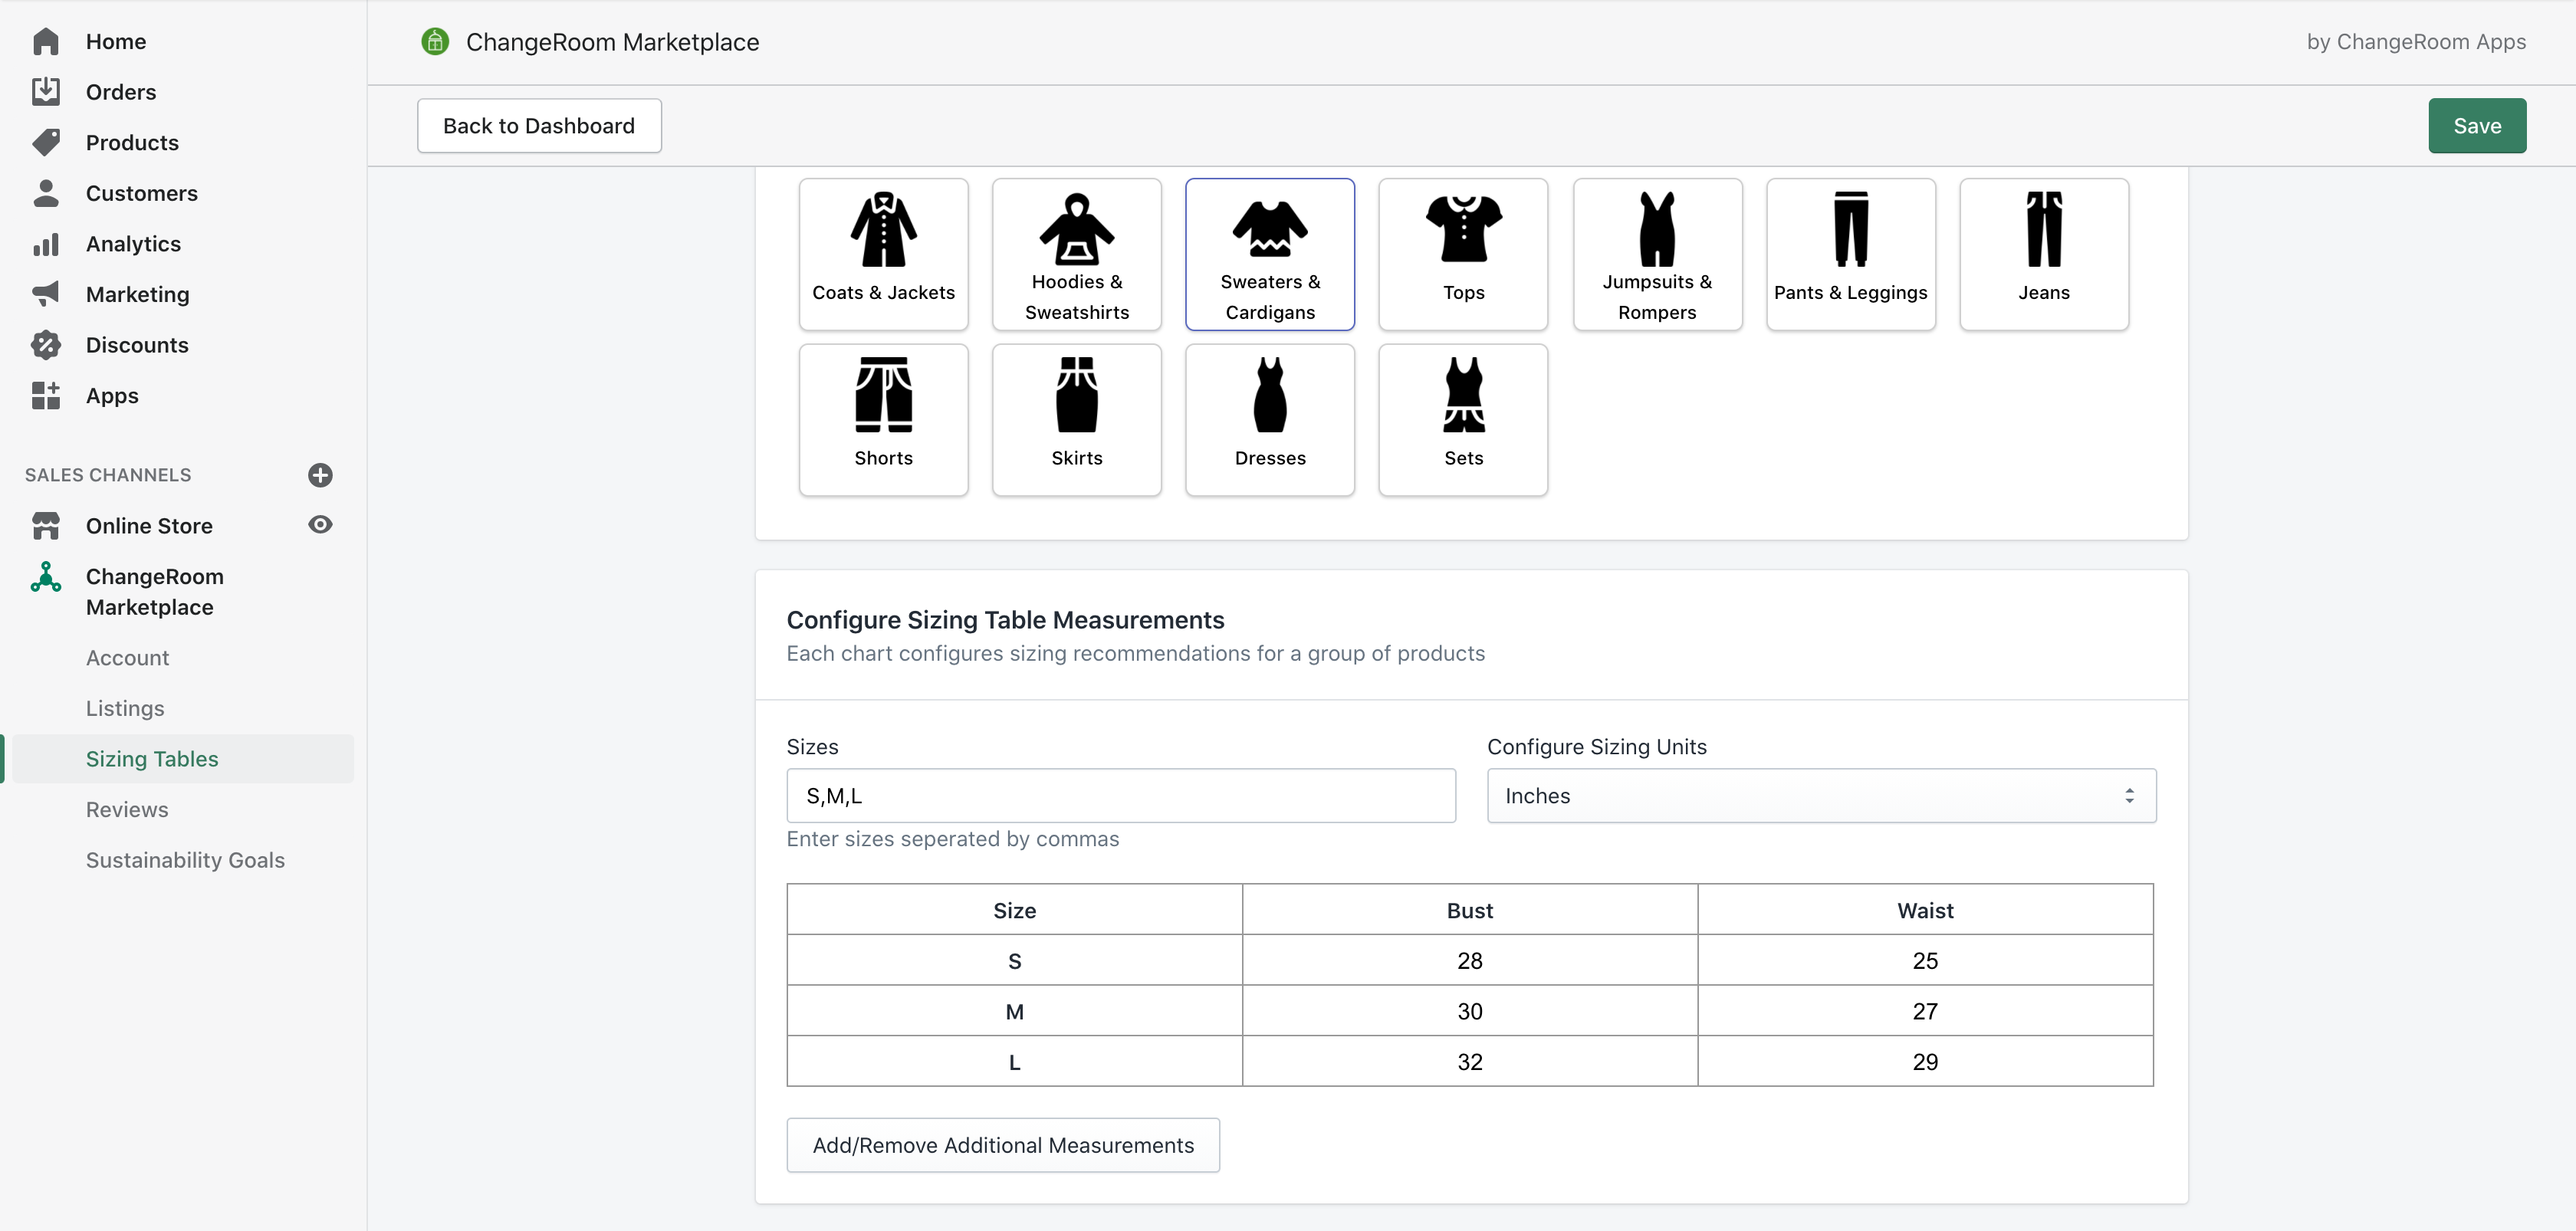 Home
Orders
Products
Customers
Analytics
Marketing
Discounts
Apps
SALES CHANNELS
Online Store
ChangeRoom
Marketplace
Account
Listings
Sizing Tables
Reviews
Sustainability Goals
ChangeRoom Marketplace
by ChangeRoom Apps
Back to Dashboard
Save
Coats & Jackets
Hoodies &
Sweatshirts
Sweaters &
Cardigans
Tops
Jumpsuits &
Rompers
Pants & Leggings
Jeans
Shorts
Skirts
Dresses
Sets
Configure Sizing Table Measurements
Each chart configures sizing recommendations for a group of products
Sizes
S,M,L
Enter sizes seperated by commas
Configure Sizing Units
Inches
Size Bust Waist
S 28 25
M 30 27
L 32 29
Add/Remove Additional Measurements